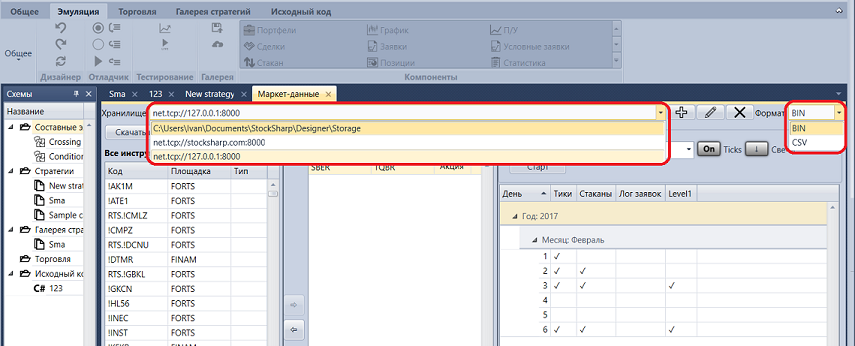 Общее Эмуляция Торговля Галерея стратегий Исходный код
Общее
Портфели График П/У
Сделки Заявки Условные заявки
Стакан Позиции Статистика
Дизайнер Отладчик Тестирование Галерея Компоненты
Схемы
Sma 123 New strategy Маркет-данные
Название
Составные э
Crossing
Condition
Стратегии
New strat
Sma
Sample c
Галерея стра
Sma
Торговля
Исходный ко
C# 123
Хранилище net.tcp://127.0.0.1:8000 Формат BIN
C:\Users\Ivan\Documents\StockSharp\Designer\Storage BIN
net.tcp://stocksharp.com:8000 CSV
net.tcp://127.0.0.1:8000
Скачать
On Ticks Све
Все инстру
SBER TQBR Акция
Старт
Код Площадка Тип
!AK1M FORTS
!ATE1 FORTS
RTS.!CMLZ FORTS
!CMPZ FORTS
RTS.!DCNU FORTS
!DTMR FINAM
RTS.!GBKL FORTS
!GKCN FORTS
!HL56 FORTS
!INEC FORTS
!INST FORTS
День Тики Стаканы Лог заявок Level1
Год: 2017
Месяц: Февраль
1 ✓
2 ✓ ✓
3 ✓ ✓ ✓
4
5
6 ✓ ✓ ✓